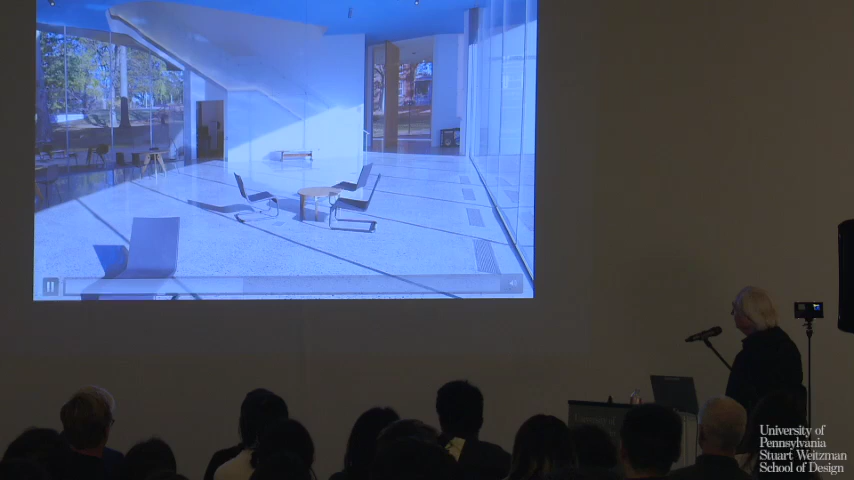 University of
Pennsylvania
Stuart Weitzman
School of Design